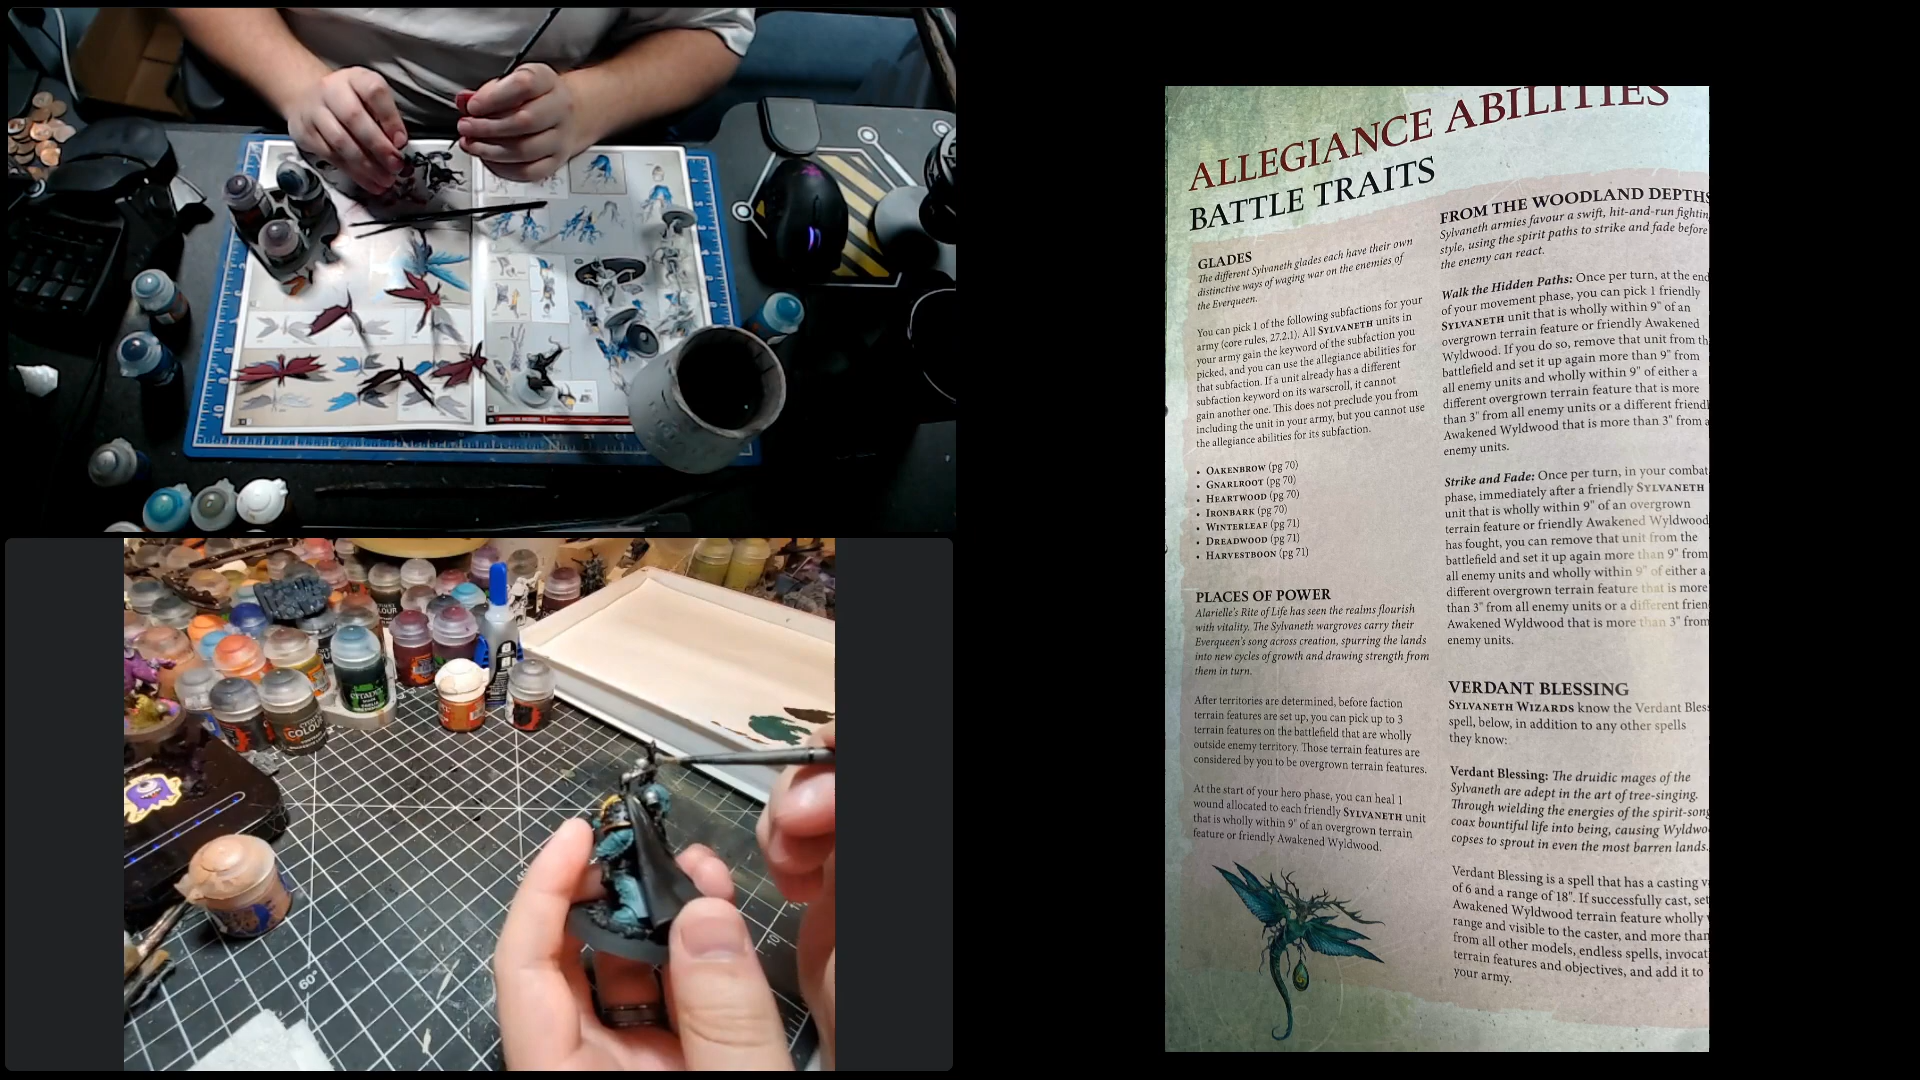 ALLEGIANCE ABILITIES
BATTLE TRAITS
GLADES
The different Sylvaneth glades each have their own
distinctive ways of waging war on the enemies of
the Everqueen.
You can pick 1 of the following subfactions for your
army (core rules, 27.2.1). All SYLVANETH units in
your army gain the keyword of the subfaction you
picked, and you can use the allegiance abilities for
that subfaction. If a unit already has a different
subfaction keyword on its warscroll, it cannot
gain another one. This does not preclude you from
including the unit in your army, but you cannot use
the allegiance abilities for its subfaction.
• OAKENBROW (pg 70)
• GNARLROOT (pg 70)
• HEARTWOOD (pg 70)
• IRONBARK (pg 70)
• WINTERLEAF (pg 71)
• DREADWOOD (pg 71)
• HARVESTBOON (pg 71)
PLACES OF POWER
Alarielle's Rite of Life has seen the realms flourish
with vitality. The Sylvaneth wargroves carry their
Everqueen's song across creation, spurring the lands
into new cycles of growth and drawing strength from
them in turn.
After territories are determined, before faction
terrain features are set up, you can pick up to 3
terrain features on the battlefield that are wholly
outside enemy territory. Those terrain features are
considered by you to be overgrown terrain features.
At the start of your hero phase, you can heal 1
wound allocated to each friendly SYLVANETH unit
that is wholly within 9" of an overgrown terrain
feature or friendly Awakened Wyldwood.
FROM THE WOODLAND DEPTHS
Sylvaneth armies favour a swift, hit-and-run fightin
style, using the spirit paths to strike and fade before
the enemy can react.
Walk the Hidden Paths: Once per turn, at the end
of your movement phase, you can pick 1 friendly
SYLVANETH unit that is wholly within 9" of an
overgrown terrain feature or friendly Awakened
Wyldwood. If you do so, remove that unit from th
battlefield and set it up again more than 9" from
all enemy units and wholly within 9" of either a
different overgrown terrain feature that is more
than 3" from all enemy units or a different friendl
Awakened Wyldwood that is more than 3" from a
enemy units.
Strike and Fade: Once per turn, in your combat
phase, immediately after a friendly SYLVANETH
unit that is wholly within 9" of an overgrown
terrain feature or friendly Awakened Wyldwood
has fought, you can remove that unit from the
battlefield and set it up again more than 9" from
all enemy units and wholly within 9" of either a
different overgrown terrain feature that is more
than 3" from all enemy units or a different frien
Awakened Wyldwood that is more than 3" from
enemy units.
VERDANT BLESSING
SYLVANETH WIZARDS know the Verdant Bles
spell, below, in addition to any other spells
they know:
Verdant Blessing: The druidic mages of the
Sylvaneth are adept in the art of tree-singing.
Through wielding the energies of the spirit-son
coax bountiful life into being, causing Wyldwo
copses to sprout in even the most barren lands.
Verdant Blessing is a spell that has a casting v
of 6 and a range of 18". If successfully cast, set
Awakened Wyldwood terrain feature wholly
range and visible to the caster, and more than
from all other models, endless spells, invocat
terrain features and objectives, and add it to
your army.
CITADEL
COLOUR
60°